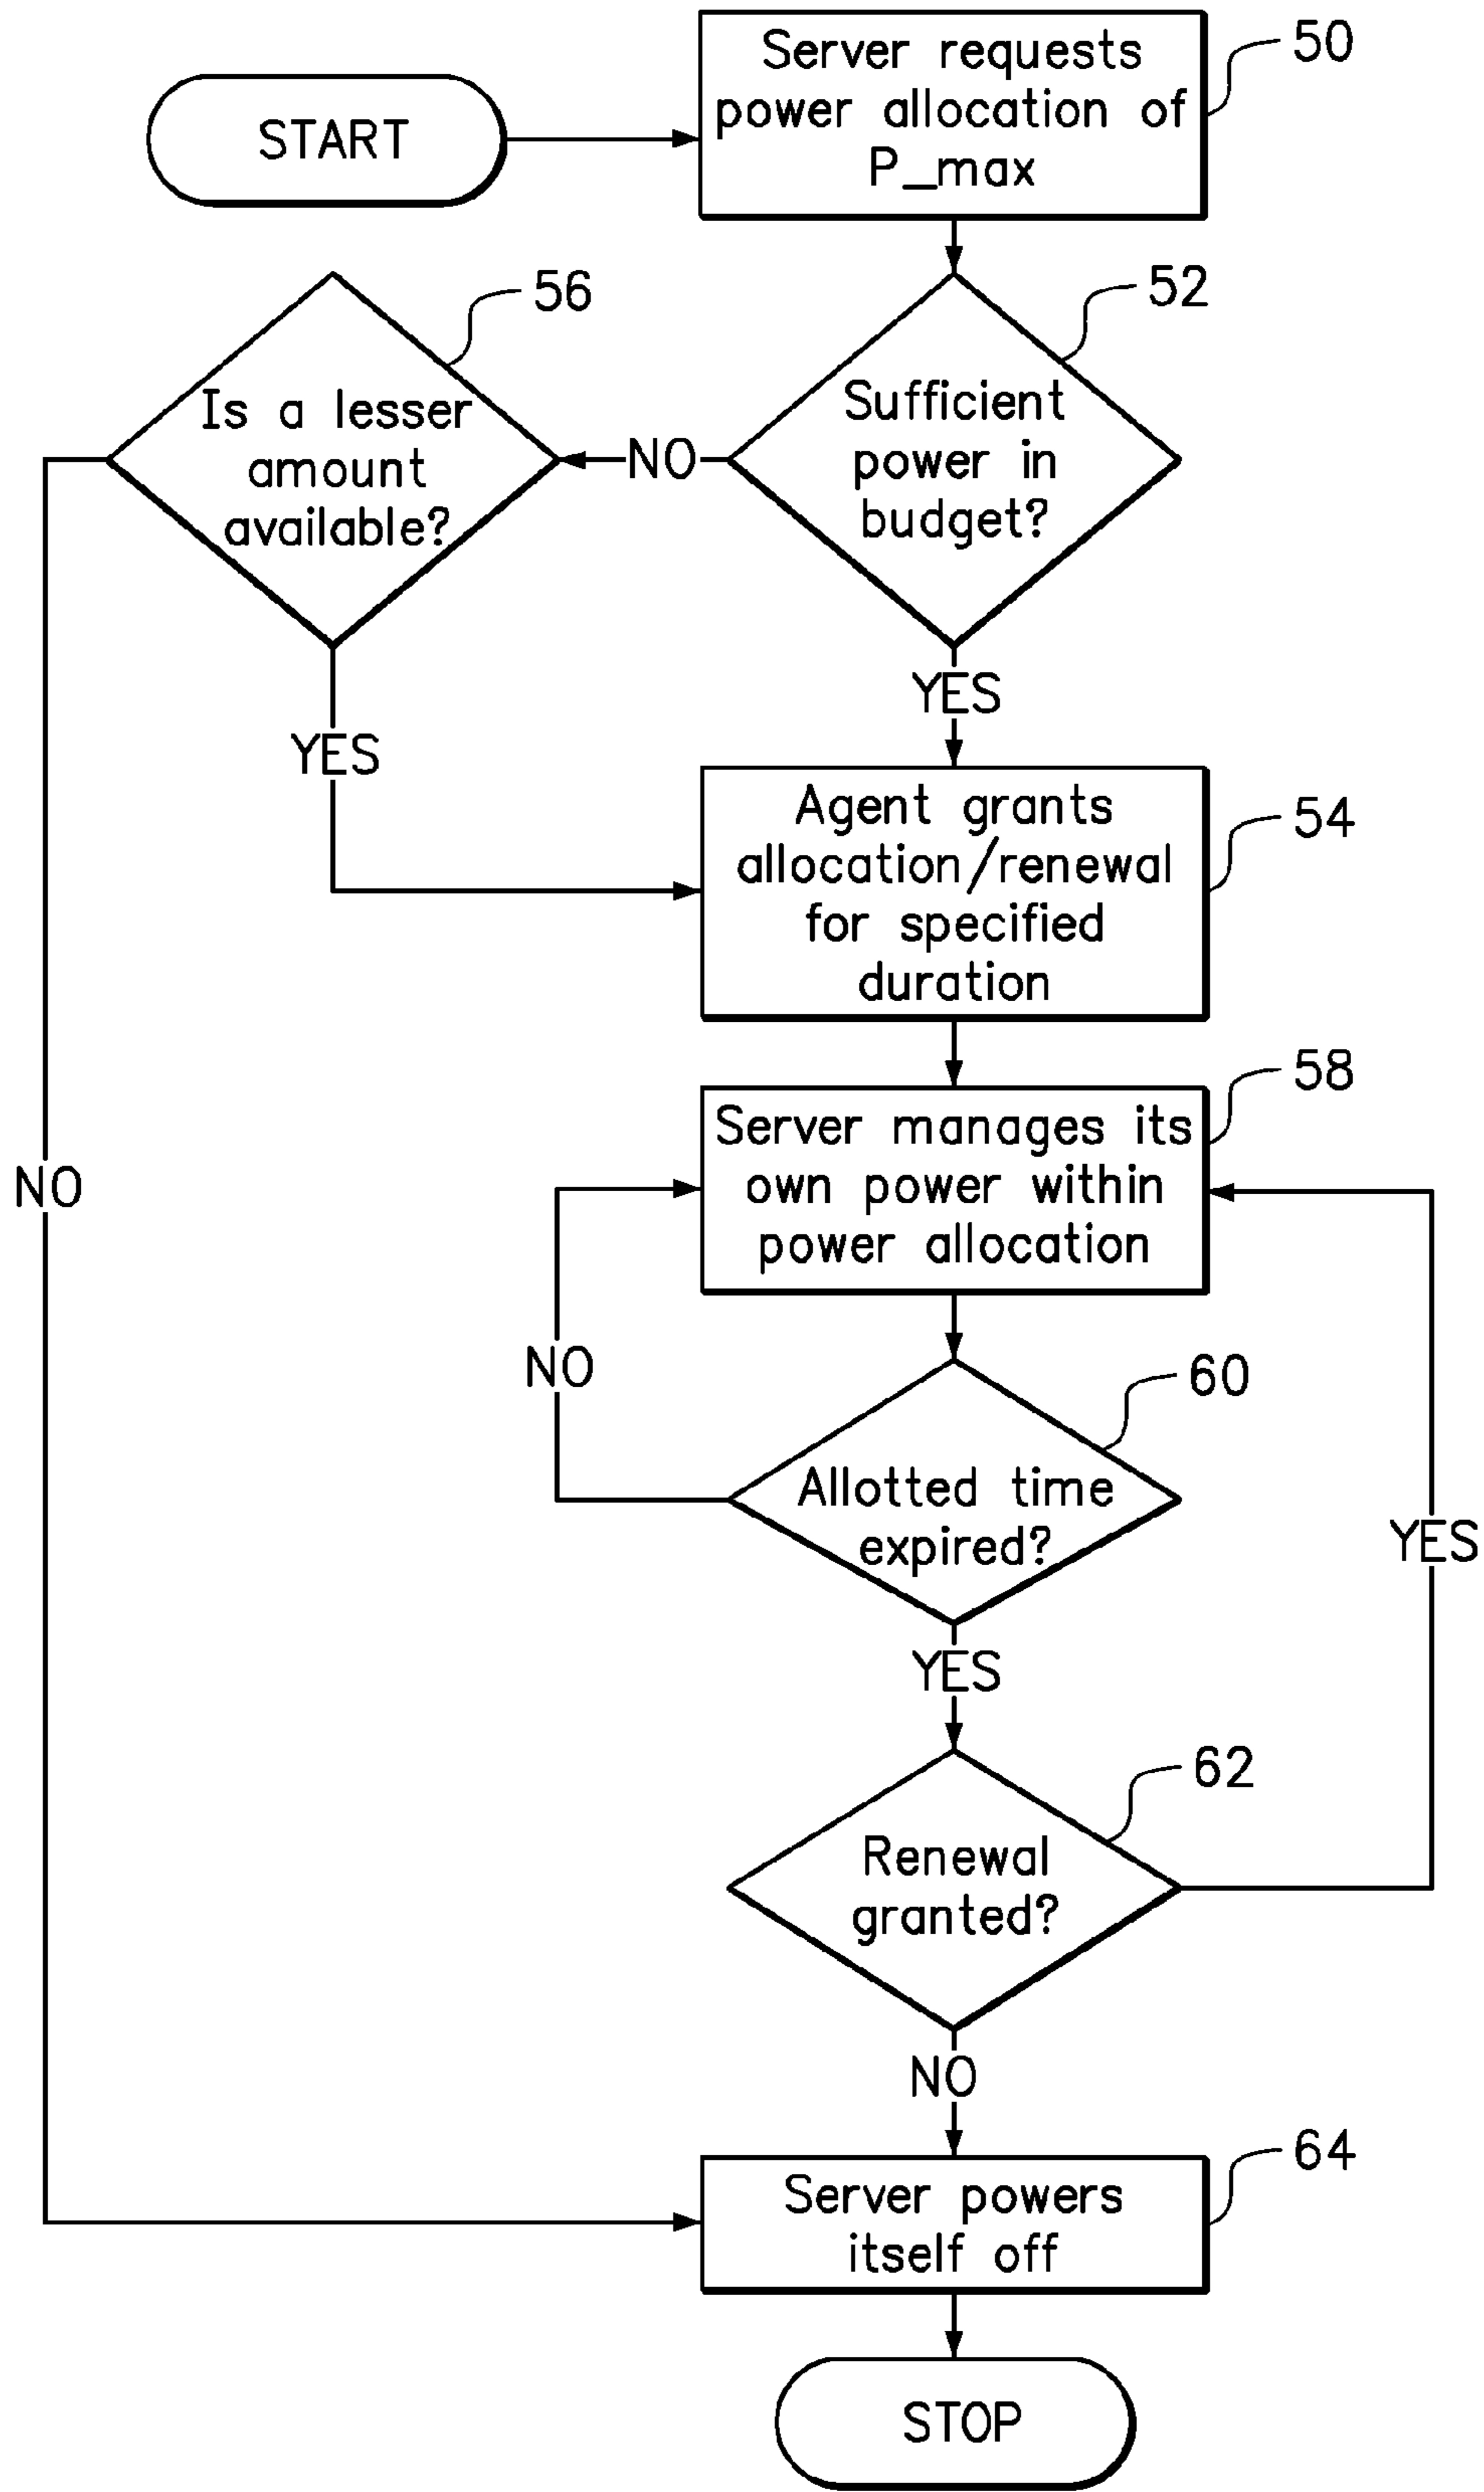 START
Server requests
power allocation of
P_max
50
Is a lesser
amount
available?
56
NO
Sufficient
power in
budget?
52
YES
YES
Agent grants
allocation/renewal
for specified
duration
54
Server manages its
own power within
power allocation
58
NO
NO
Allotted time
expired?
60
YES
YES
Renewal
granted?
62
NO
Server powers
itself off
64
STOP